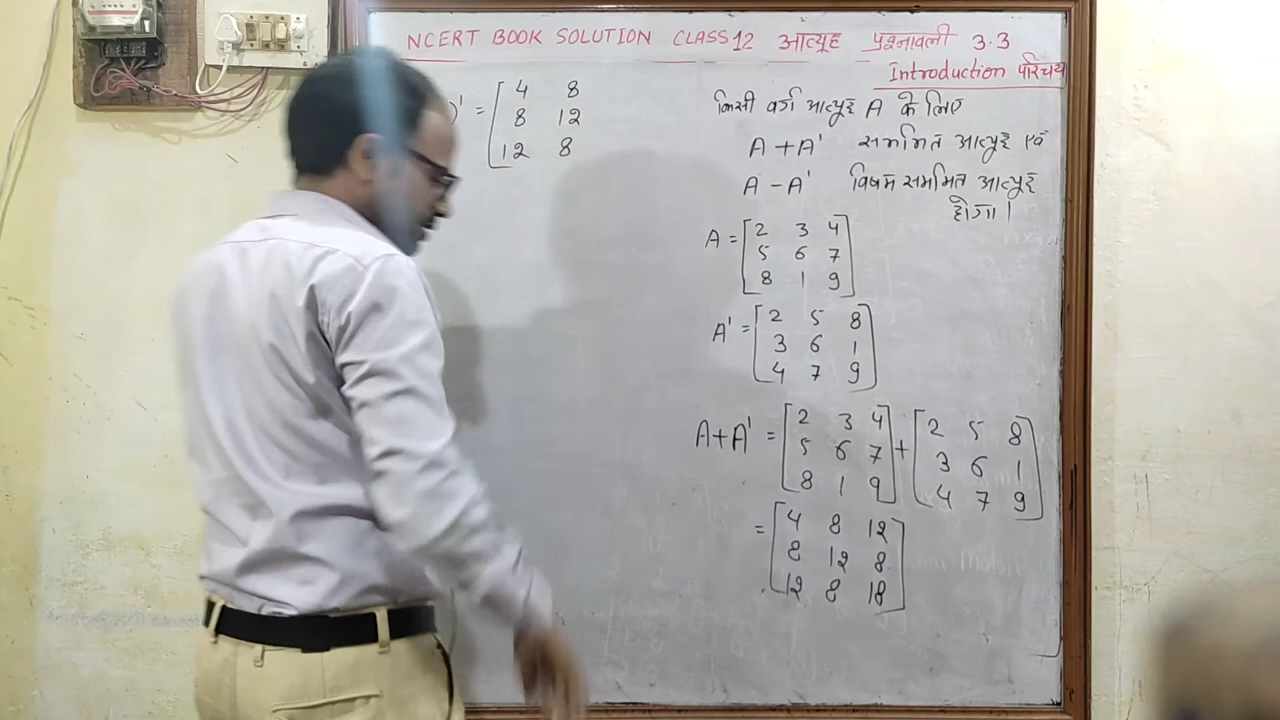 NCERT BOOK SOLUTION CLASS 12 आव्यूह प्रश्नावली 3.3
Introduction परिचय
' = [4 8
8 12
12 8
किसी वर्ग आव्यूह A के लिए
A + A' सममित आव्यूह एवं
A - A' विषम सममित आव्यूह
होगा।
A = [2 3 4]
5 6 7
8 1 9
A' = [2 5 8]
3 6 1
4 7 9
A+A' = [2 3 4] + [2 5 8]
5 6 7 3 6 1
8 1 9 4 7 9
= [4 8 12]
8 12 8
12 8 18